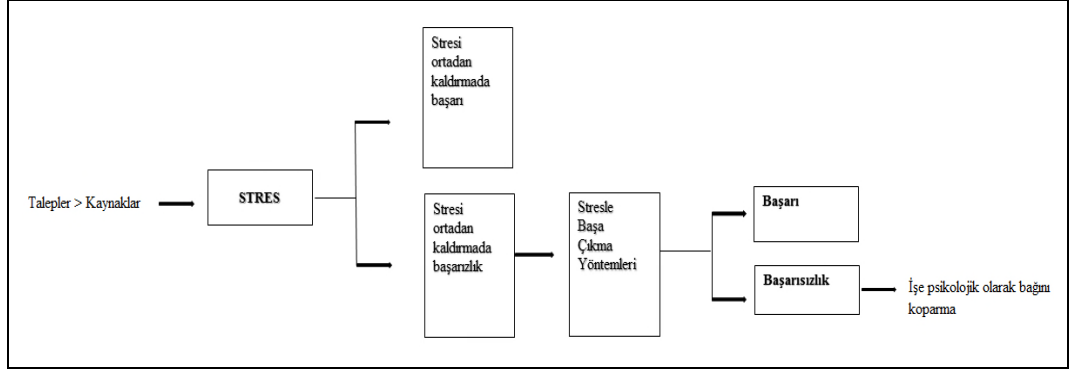 Talepler > Kaynaklar
STRES
Stresi
ortadan
kaldırmada
başarı
Stresi
ortadan
kaldırmada
başarızlık
Stresle
Başa
Çıkma
Yöntemleri
Başarı
Başarısızlık
İşe psikolojik olarak bağını
koparma